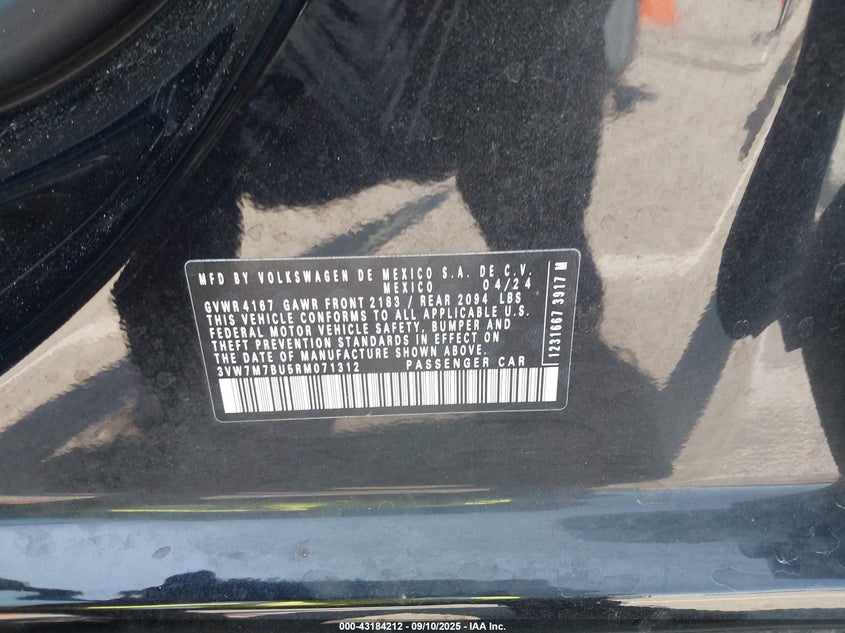 MFD BY VOLKSWAGEN DE MEXICO S.A. DE C.V.
MEXICO 04/24
GVWR 4167 GAWR FRONT 2183 / REAR 2094 LBS
THIS VEHICLE CONFORMS TO ALL APPLICABLE U.S.
FEDERAL MOTOR VEHICLE SAFETY, BUMPER AND
THEFT PREVENTION STANDARDS IN EFFECT ON
THE DATE OF MANUFACTURE SHOWN ABOVE.
3VW7M7BU5RM071312 PASSENGER CAR
1231667 3917 M
000-43184212 - 09/10/2025 - IAA Inc.